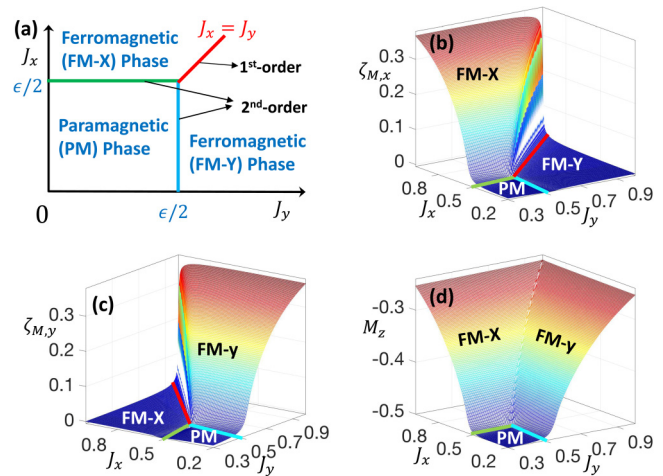 (a)
J_x
Ferromagnetic
(FM-X) Phase
J_x = J_y
1st-order
ϵ/2
2nd-order
Paramagnetic
(PM) Phase
Ferromagnetic
(FM-Y) Phase
0
ϵ/2
J_y
(b)
ζ_{M,x}
0.3
0.2
0.1
0
FM-X
FM-Y
PM
0.8
0.5
0.2
J_x
0.3
0.5
0.7
0.9
J_y
(c)
ζ_{M,y}
0.3
0.2
0.1
0
FM-y
FM-X
PM
0.8
0.5
0.2
J_x
0.3
0.5
0.7
0.9
J_y
(d)
M_z
-0.3
-0.4
-0.5
FM-X
FM-y
PM
0.8
0.5
0.2
J_x
0.3
0.5
0.7
0.9
J_y